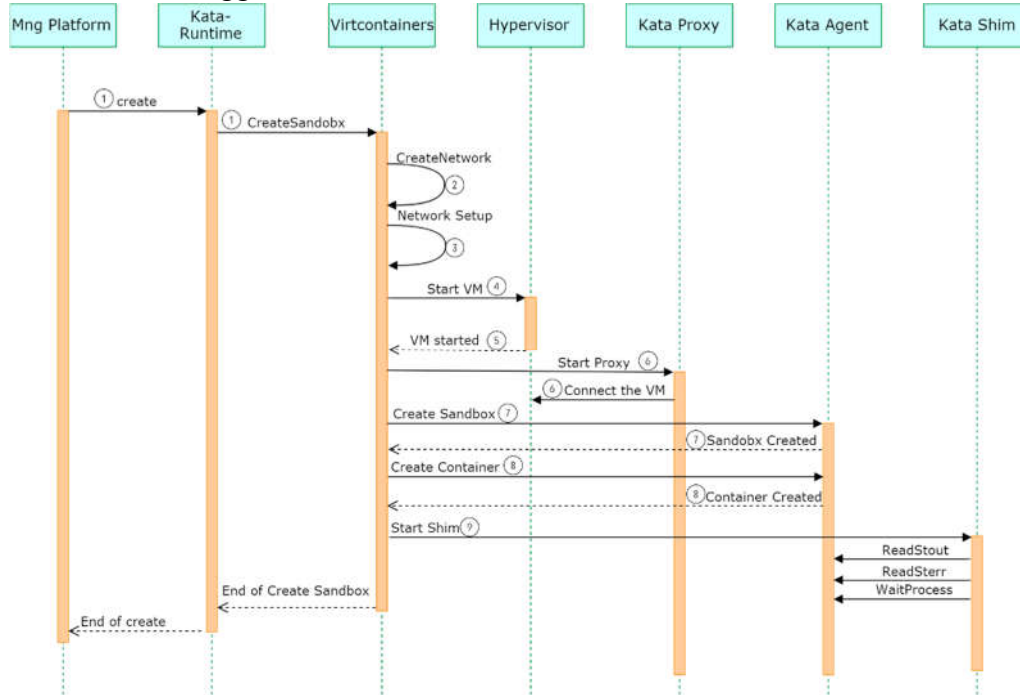 Mng Platform
Kata-
Runtime
Virtcontainers
Hypervisor
Kata Proxy
Kata Agent
Kata Shim
1 create
1 CreateSandobx
CreateNetwork
2
Network Setup
3
Start VM 4
VM started 5
Start Proxy 6
6 Connect the VM
Create Sandbox 7
7 Sandobx Created
Create Container 8
8 Container Created
Start Shim 9
ReadStout
ReadSterr
WaitProcess
End of Create Sandbox
End of create